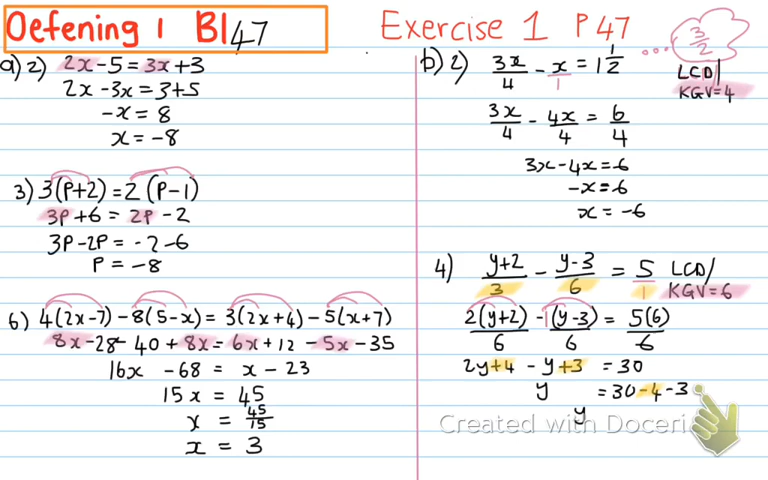 Oefening 1 Bl 47
Exercise 1 P 47
a) 2) 2x - 5 = 3x + 3
2x - 3x = 3 + 5
-x = 8
x = -8
3) 3(P+2) = 2(P-1)
3P + 6 = 2P - 2
3P - 2P = -2 - 6
P = -8
6) 4(2x-7) - 8(5-x) = 3(2x+4) - 5(x+7)
8x - 28 - 40 + 8x = 6x + 12 - 5x - 35
16x - 68 = x - 23
15x = 45
x = 45/15
x = 3
b) 2) 3x/4 - x/1 = 1 1/2
3/2
LCD/
KGV = 4
3x/4 - 4x/4 = 6/4
3x - 4x = 6
-x = 6
x = -6
4) y+2/3 - y-3/6 = 5/1
LCD/
KGV = 6
2(y+2)/6 - 1(y-3)/6 = 5(6)/6
2y + 4 - y + 3 = 30
y = 30 - 4 - 3
y
Created with Doceri